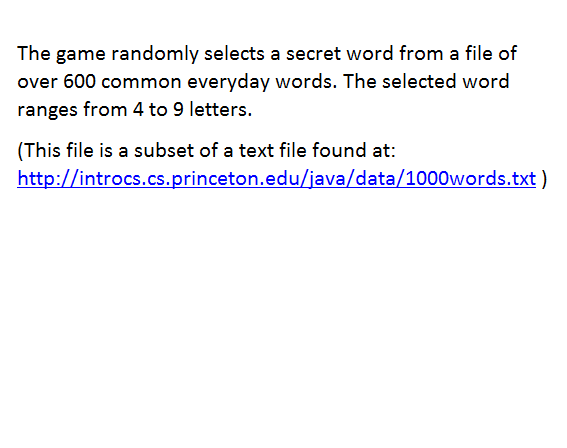 The game randomly selects a secret word from a file of
over 600 common everyday words. The selected word
ranges from 4 to 9 letters.
(This file is a subset of a text file found at:
http://introcs.cs.princeton.edu/java/data/1000words.txt )